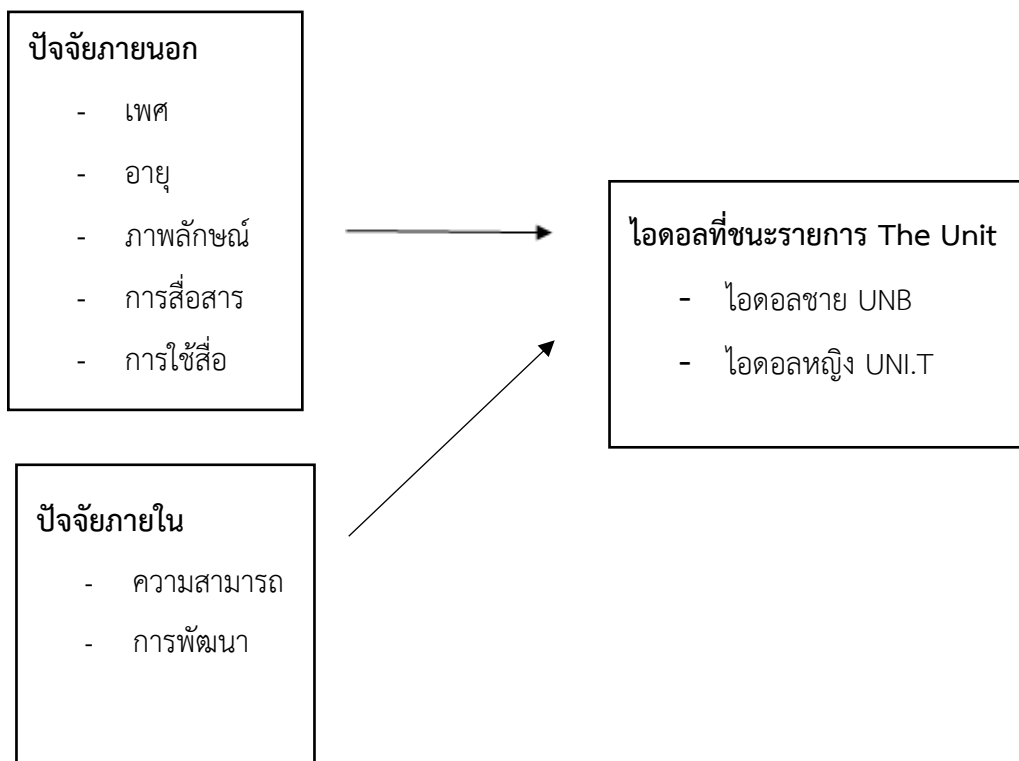 ปัจจัยภายนอก
- เพศ
- อายุ
- ภาพลักษณ์
- การสื่อสาร
- การใช้สื่อ
ไอดอลที่ชนะรายการ The Unit
- ไอดอลชาย UNB
- ไอดอลหญิง UNI.T
ปัจจัยภายใน
- ความสามารถ
- การพัฒนา